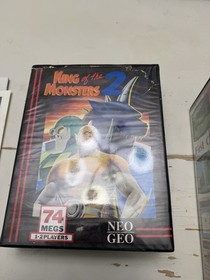 KING of the
MONSTERS 2
74
MEGS
1-2 PLAYERS
NEO
GEO